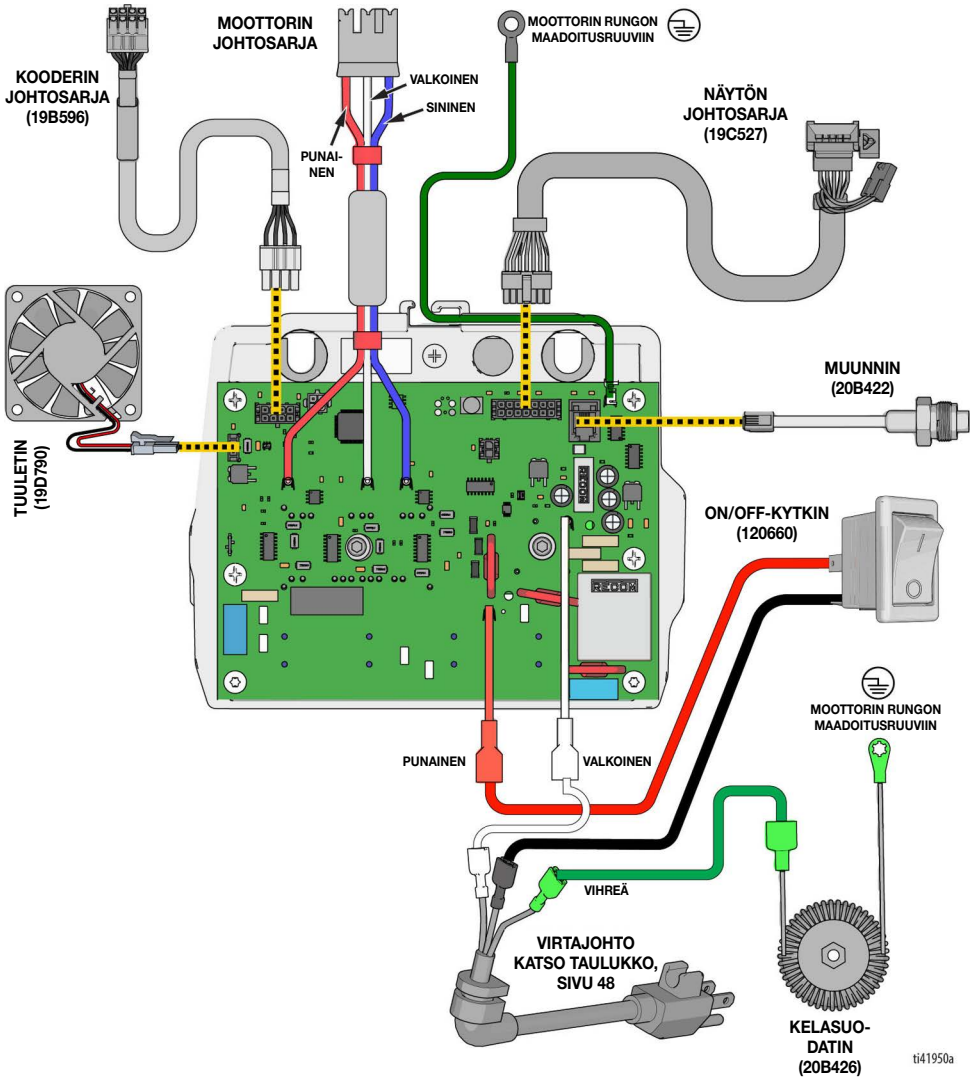 MOOTTORIN
JOHTOSARJA
MOOTTORIN RUNGON
MAADOITUSRUUVIIN
KOODERIN
JOHTOSARJA
(19B596)
VALKOINEN
SININEN
PUNAI-
NEN
NÄYTÖN
JOHTOSARJA
(19C527)
TUULETIN
(19D790)
MUUNNIN
(20B422)
ON/OFF-KYTKIN
(120660)
RECOM
RECOM
MOOTTORIN RUNGON
MAADOITUSRUUVIIN
PUNAINEN
VALKOINEN
VIHREÄ
VIRTAJOHTO
KATSO TAULUKKO,
SIVU 48
KELASUO-
DATIN
(20B426)
ti41950a